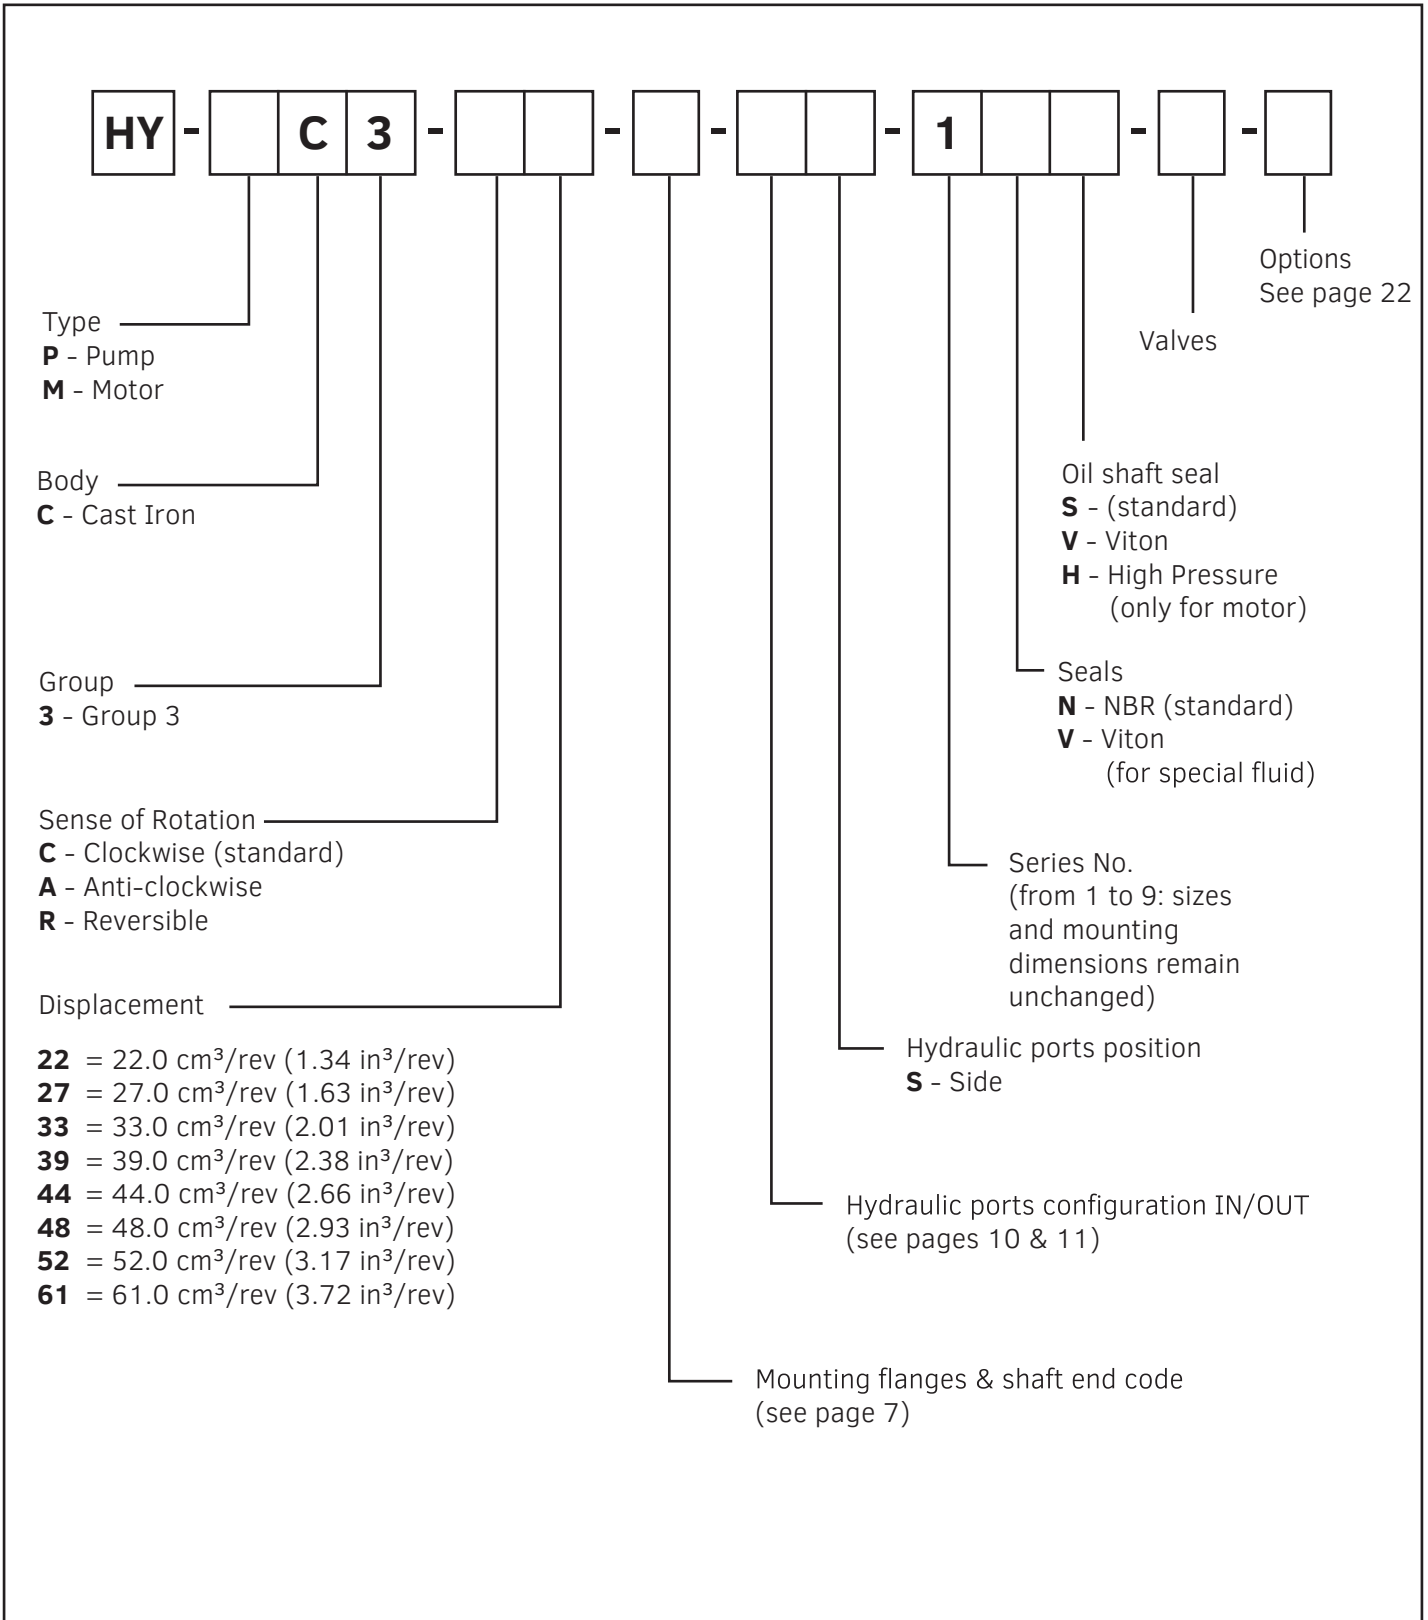 HY - C 3 - - - - 1 - -
Options
See page 22
Valves
Type
P - Pump
M - Motor
Body
C - Cast Iron
Group
3 - Group 3
Sense of Rotation
C - Clockwise (standard)
A - Anti-clockwise
R - Reversible
Displacement
22 = 22.0 cm³/rev (1.34 in³/rev)
27 = 27.0 cm³/rev (1.63 in³/rev)
33 = 33.0 cm³/rev (2.01 in³/rev)
39 = 39.0 cm³/rev (2.38 in³/rev)
44 = 44.0 cm³/rev (2.66 in³/rev)
48 = 48.0 cm³/rev (2.93 in³/rev)
52 = 52.0 cm³/rev (3.17 in³/rev)
61 = 61.0 cm³/rev (3.72 in³/rev)
Oil shaft seal
S - (standard)
V - Viton
H - High Pressure
(only for motor)
Seals
N - NBR (standard)
V - Viton
(for special fluid)
Series No.
(from 1 to 9: sizes
and mounting
dimensions remain
unchanged)
Hydraulic ports position
S - Side
Hydraulic ports configuration IN/OUT
(see pages 10 & 11)
Mounting flanges & shaft end code
(see page 7)